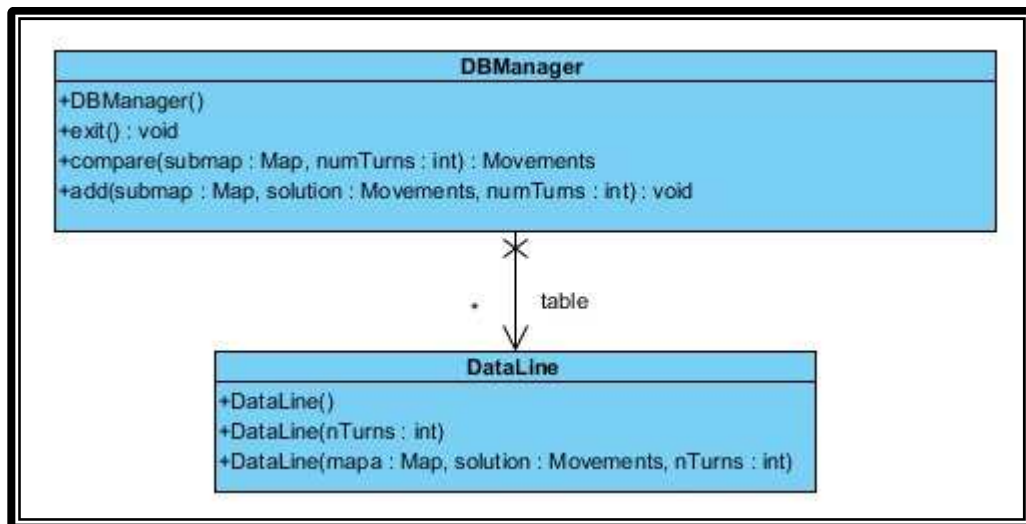 DBManager
+DBManager()
+exit() : void
+compare(submap : Map, numTurns : int) : Movements
+add(submap : Map, solution : Movements, numTurns : int) : void
* table
DataLine
+DataLine()
+DataLine(nTurns : int)
+DataLine(mapa : Map, solution : Movements, nTurns : int)